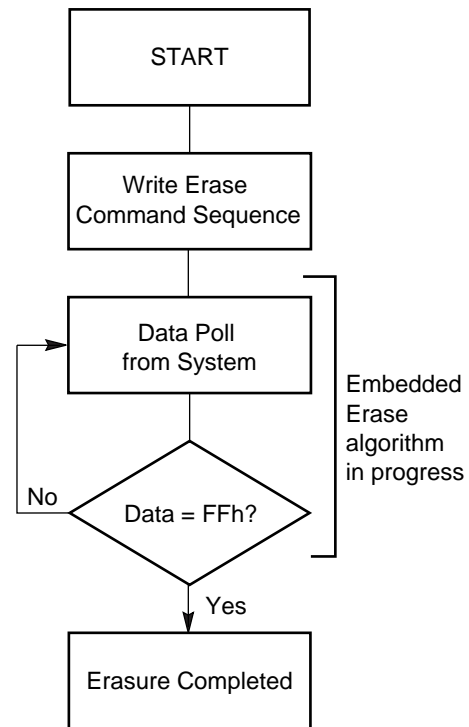 START
Write Erase
Command Sequence
Data Poll
from System
Embedded
Erase
algorithm
in progress
No
Data = FFh?
Yes
Erasure Completed